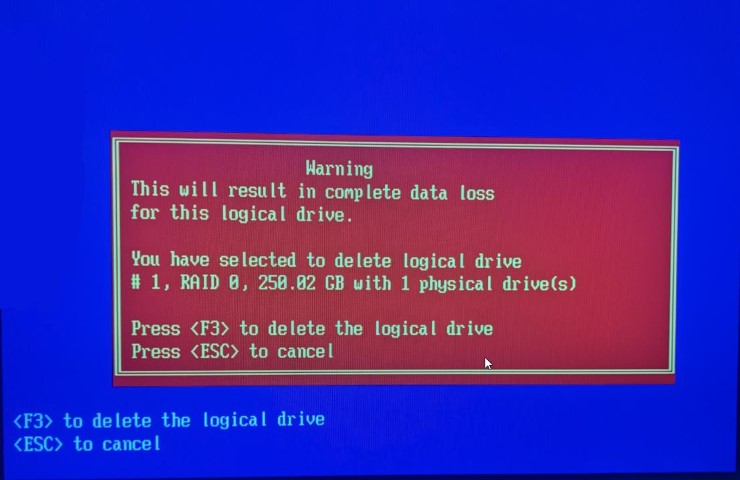 Warning
This will result in complete data loss
for this logical drive.
You have selected to delete logical drive
# 1, RAID 0, 250.02 GB with 1 physical drive(s)
Press <F3> to delete the logical drive
Press <ESC> to cancel
<F3> to delete the logical drive
<ESC> to cancel